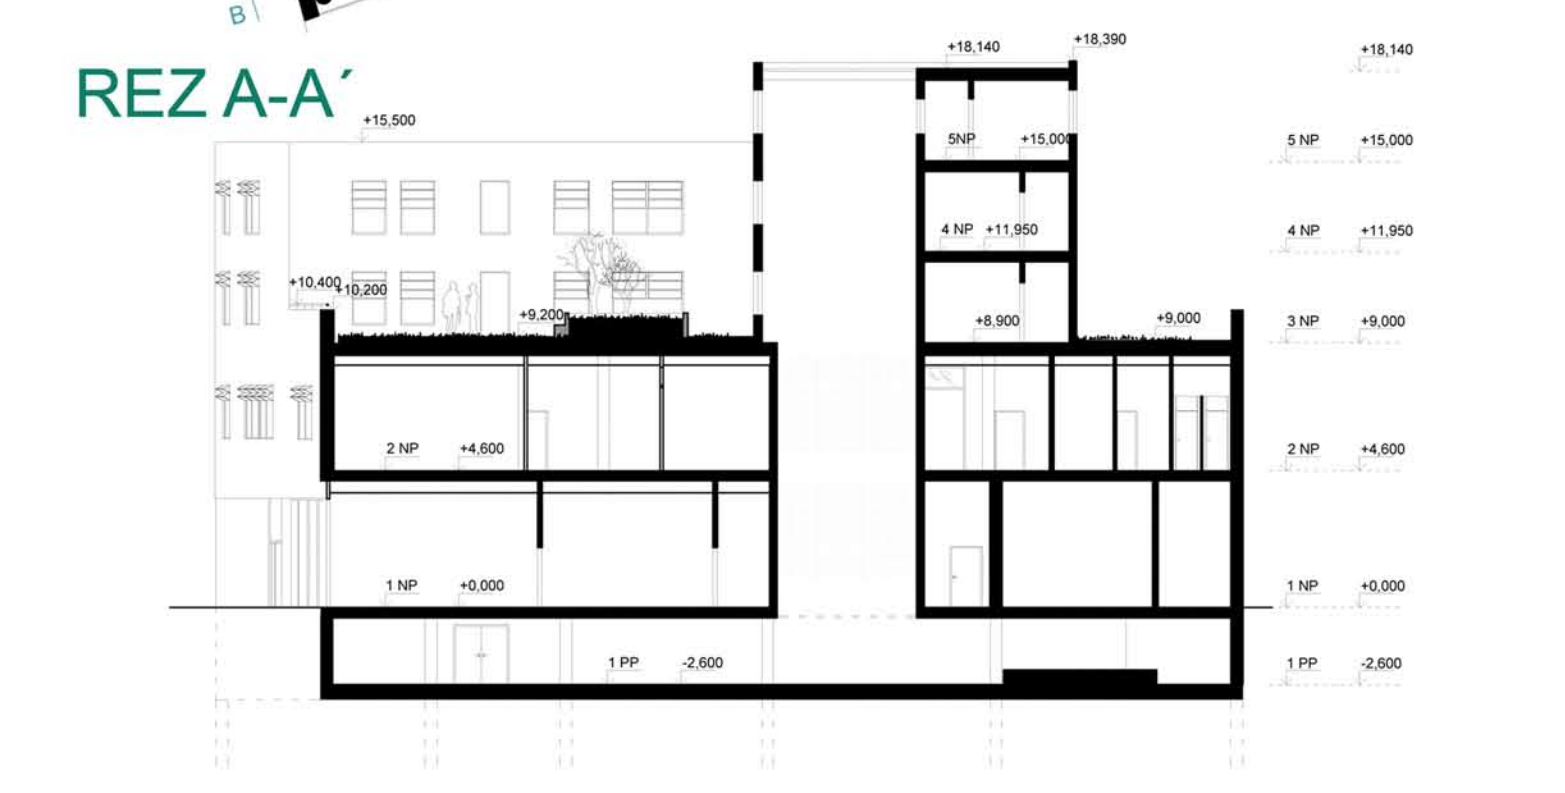 B
REZ A-A´
+18,140
+18,390
+18,140
+15,500
5NP
+15,000
5 NP
+15,000
4 NP
+11,950
4 NP
+11,950
+10,400
+10,200
+9,200
+8,900
+9,000
3 NP
+9,000
2 NP
+4,600
2 NP
+4,600
1 NP
+0,000
1 NP
+0,000
1 PP
-2,600
1 PP
-2,600